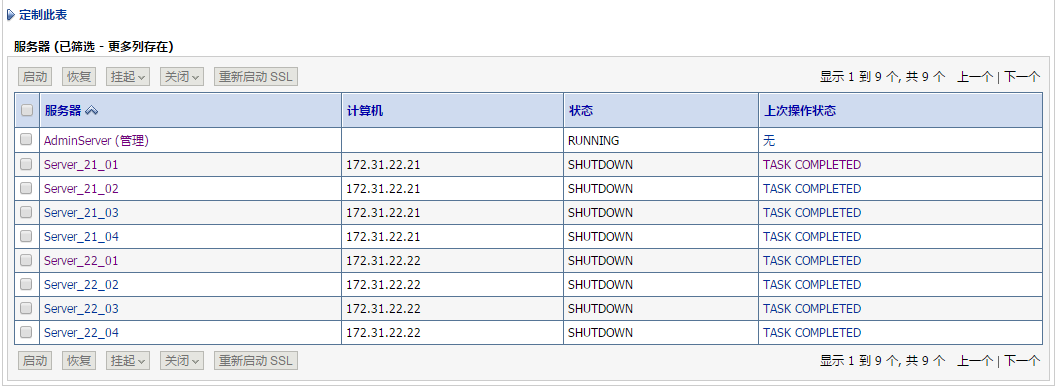 定制此表
服务器 (已筛选 - 更多列存在)
启动 恢复 挂起 关闭 重新启动 SSL 显示 1 到 9 个, 共 9 个 上一个 | 下一个
服务器 计算机 状态 上次操作状态
AdminServer (管理) RUNNING 无
Server_21_01 172.31.22.21 SHUTDOWN TASK COMPLETED
Server_21_02 172.31.22.21 SHUTDOWN TASK COMPLETED
Server_21_03 172.31.22.21 SHUTDOWN TASK COMPLETED
Server_21_04 172.31.22.21 SHUTDOWN TASK COMPLETED
Server_22_01 172.31.22.22 SHUTDOWN TASK COMPLETED
Server_22_02 172.31.22.22 SHUTDOWN TASK COMPLETED
Server_22_03 172.31.22.22 SHUTDOWN TASK COMPLETED
Server_22_04 172.31.22.22 SHUTDOWN TASK COMPLETED
启动 恢复 挂起 关闭 重新启动 SSL 显示 1 到 9 个, 共 9 个 上一个 | 下一个